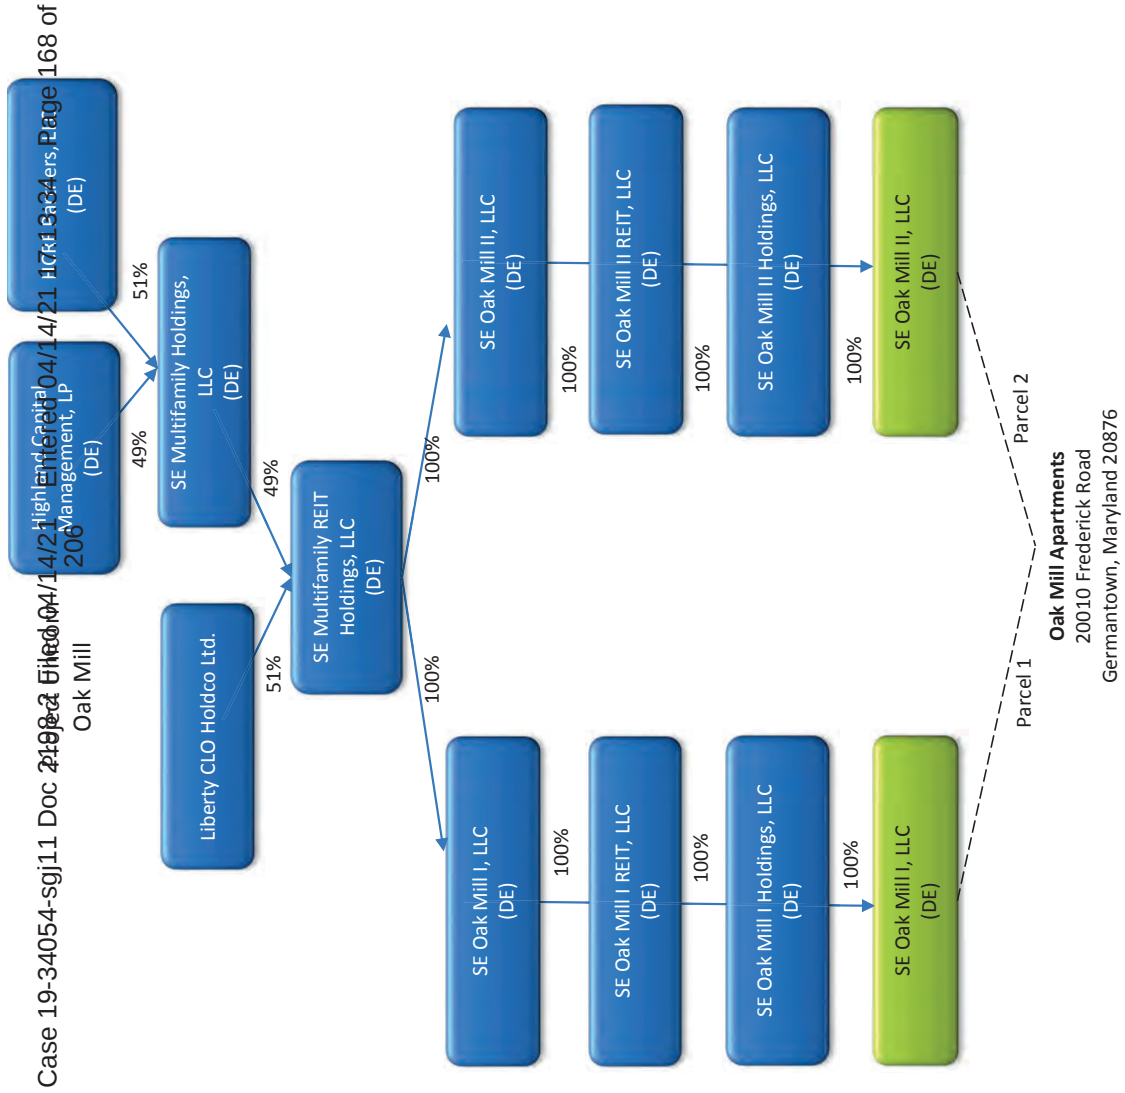 Case 19-34054-sgj11 Doc 2198-2 Filed 04/14/21 Entered 04/14/21 17:13:34 Page 168 of
206
Project Unicorn
Oak Mill
Highland Capital
Management, LP
(DE)
HCRE Partners, LLC
(DE)
49%
51%
Liberty CLO Holdco Ltd.
SE Multifamily Holdings,
LLC
(DE)
51%
49%
SE Multifamily REIT
Holdings, LLC
(DE)
100%
100%
SE Oak Mill I, LLC
(DE)
100%
SE Oak Mill I REIT, LLC
(DE)
100%
SE Oak Mill I Holdings, LLC
(DE)
100%
SE Oak Mill I, LLC
(DE)
SE Oak Mill II, LLC
(DE)
100%
SE Oak Mill II REIT, LLC
(DE)
100%
SE Oak Mill II Holdings, LLC
(DE)
100%
SE Oak Mill II, LLC
(DE)
Parcel 1
Parcel 2
Oak Mill Apartments
20010 Frederick Road
Germantown, Maryland 20876